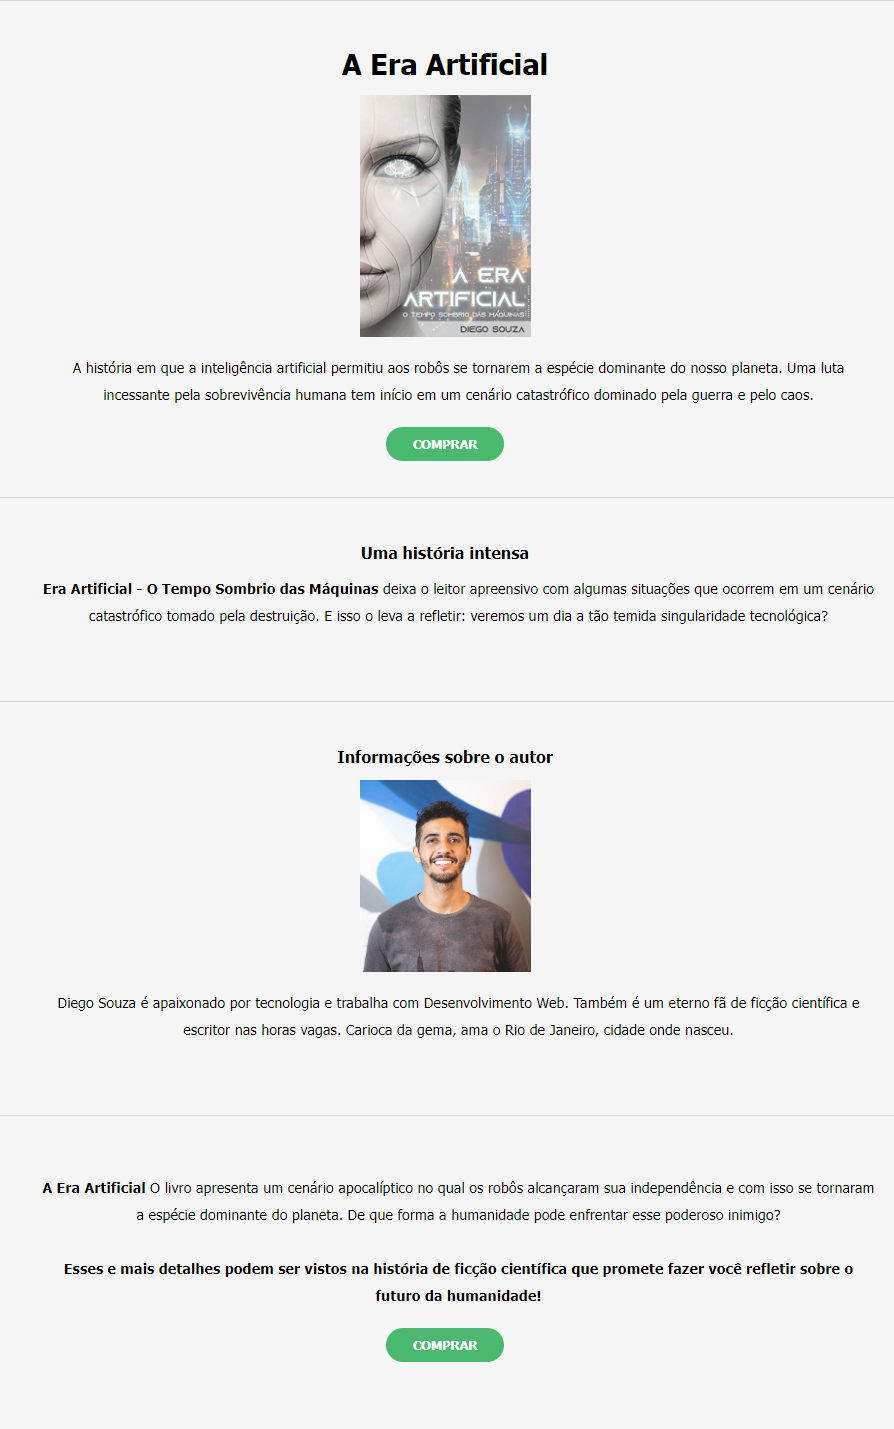 A Era Artificial
A ERA
ARTIFICIAL
O TEMPO SOMBRIO DAS MÁQUINAS
DIEGO SOUZA
A história em que a inteligência artificial permitiu aos robôs se tornarem a espécie dominante do nosso planeta. Uma luta
incessante pela sobrevivência humana tem início em um cenário catastrófico dominado pela guerra e pelo caos.
COMPRAR
Uma história intensa
Era Artificial - O Tempo Sombrio das Máquinas deixa o leitor apreensivo com algumas situações que ocorrem em um cenário
catastrófico tomado pela destruição. E isso o leva a refletir: veremos um dia a tão temida singularidade tecnológica?
Informações sobre o autor
Diego Souza é apaixonado por tecnologia e trabalha com Desenvolvimento Web. Também é um eterno fã de ficção científica e
escritor nas horas vagas. Carioca da gema, ama o Rio de Janeiro, cidade onde nasceu.
A Era Artificial O livro apresenta um cenário apocalíptico no qual os robôs alcançaram sua independência e com isso se tornaram
a espécie dominante do planeta. De que forma a humanidade pode enfrentar esse poderoso inimigo?
Esses e mais detalhes podem ser vistos na história de ficção científica que promete fazer você refletir sobre o
futuro da humanidade!
COMPRAR